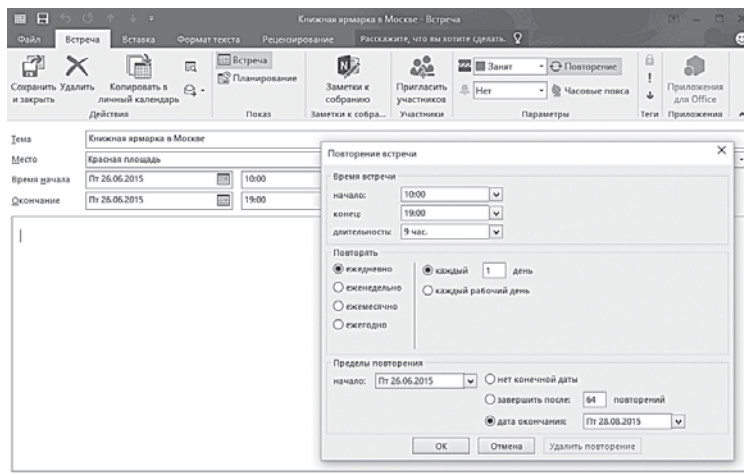 Книжная ярмарка в Москве - Встреча
Файл Встреча Вставка Формат текста Рецензирование Расскажите, что вы хотите сделать.
Встреча Занят Повторение
Планирование Нет Часовые пояса
Сохранить и закрыть Удалить Копировать в личный календарь Заметки к собранию Пригласить участников Приложения для Office
Действия Показ Заметки к собра... Участники Параметры Теги Приложения
Тема Книжная ярмарка в Москве
Место Красная площадь
Время начала Пт 26.06.2015 10:00
Окончание Пт 26.06.2015 19:00
Повторение встречи
Время встречи
начало: 10:00
конец: 19:00
длительность: 9 час.
Повторять
ежедневно каждый 1 день
еженедельно каждый рабочий день
ежемесячно
ежегодно
Пределы повторения
начало: Пт 26.06.2015 нет конечной даты
завершить после: 64 повторений
дата окончания: Пт 28.08.2015
ОК Отмена Удалить повторение